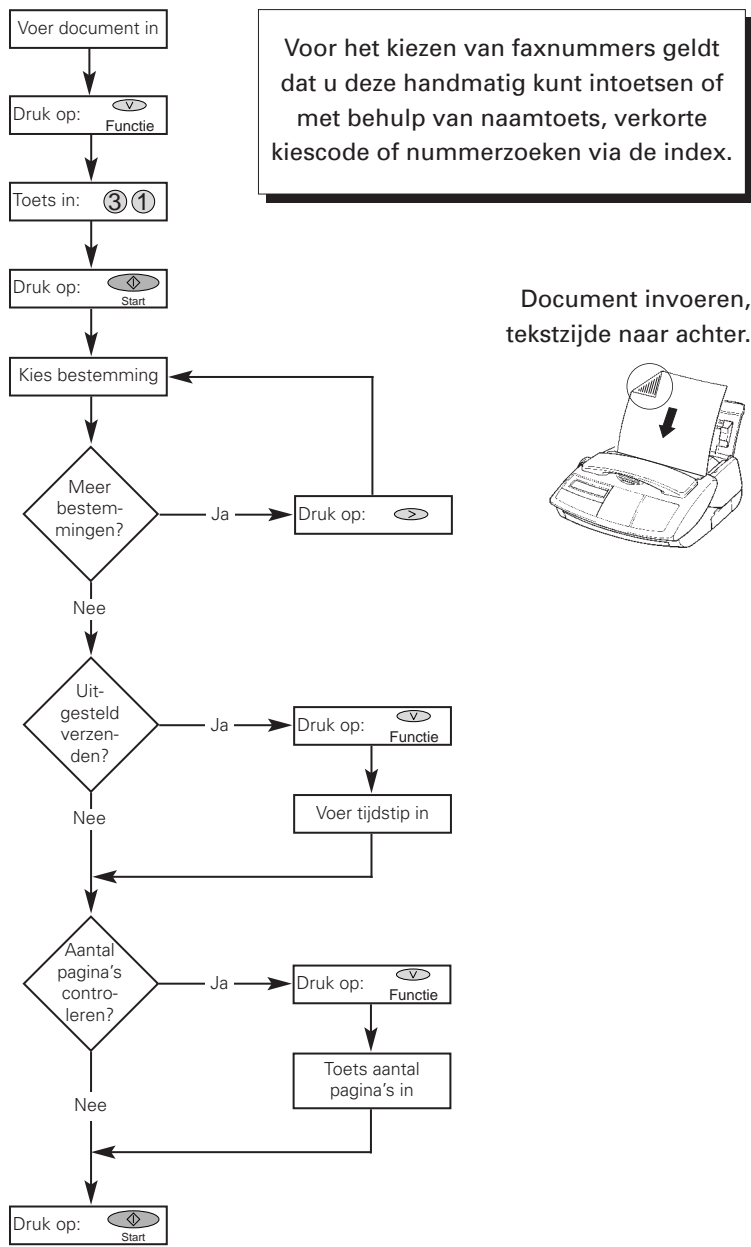 Voer document in
Voor het kiezen van faxnummers geldt
dat u deze handmatig kunt intoetsen of
met behulp van naamtoets, verkorte
kiescode of nummerzoeken via de index.
Druk op:
Functie
Toets in: 3 1
Druk op:
Start
Document invoeren,
tekstzijde naar achter.
Kies bestemming
Meer
bestem-
mingen?
Ja
Druk op:
Nee
Uit-
gesteld
verzen-
den?
Ja
Druk op:
Functie
Voer tijdstip in
Nee
Aantal
pagina's
contro-
leren?
Ja
Druk op:
Functie
Toets aantal
pagina's in
Nee
Druk op:
Start